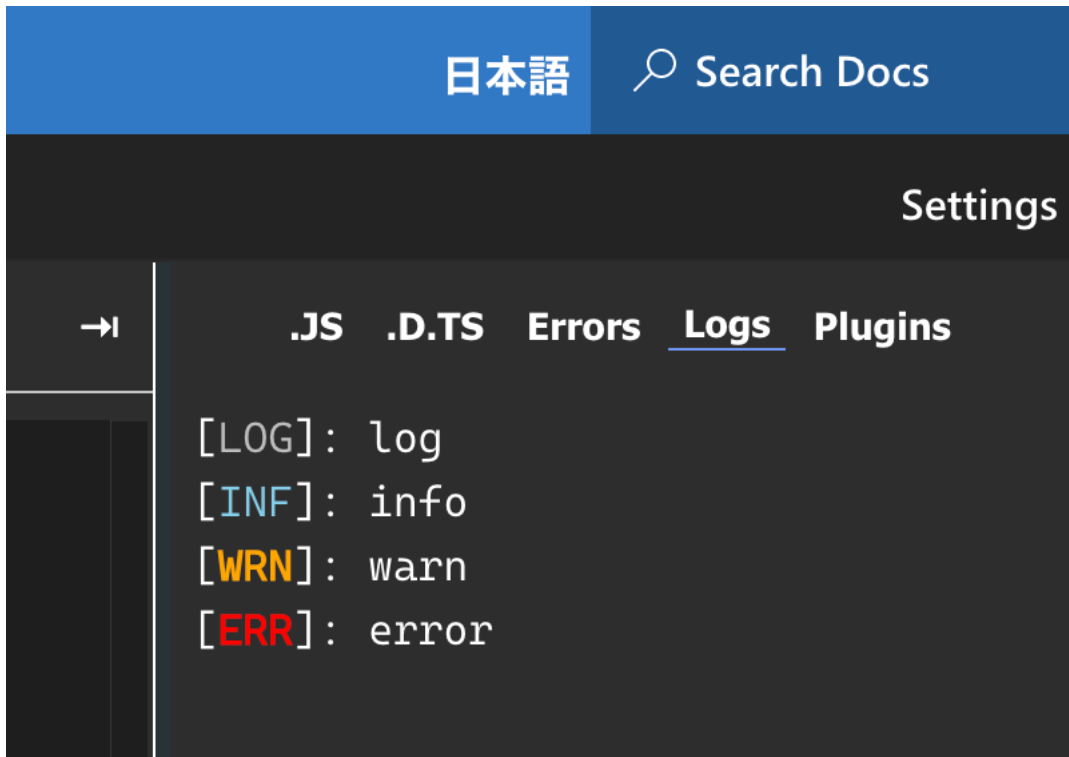 日本語 Search Docs
Settings
.JS .D.TS Errors Logs Plugins
[LOG]: log
[INF]: info
[WRN]: warn
[ERR]: error